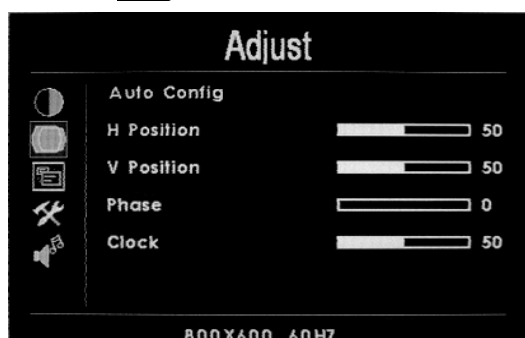 Adjust
Auto Config
H Position 50
V Position 50
Phase 0
Clock 50
800X600 60HZ